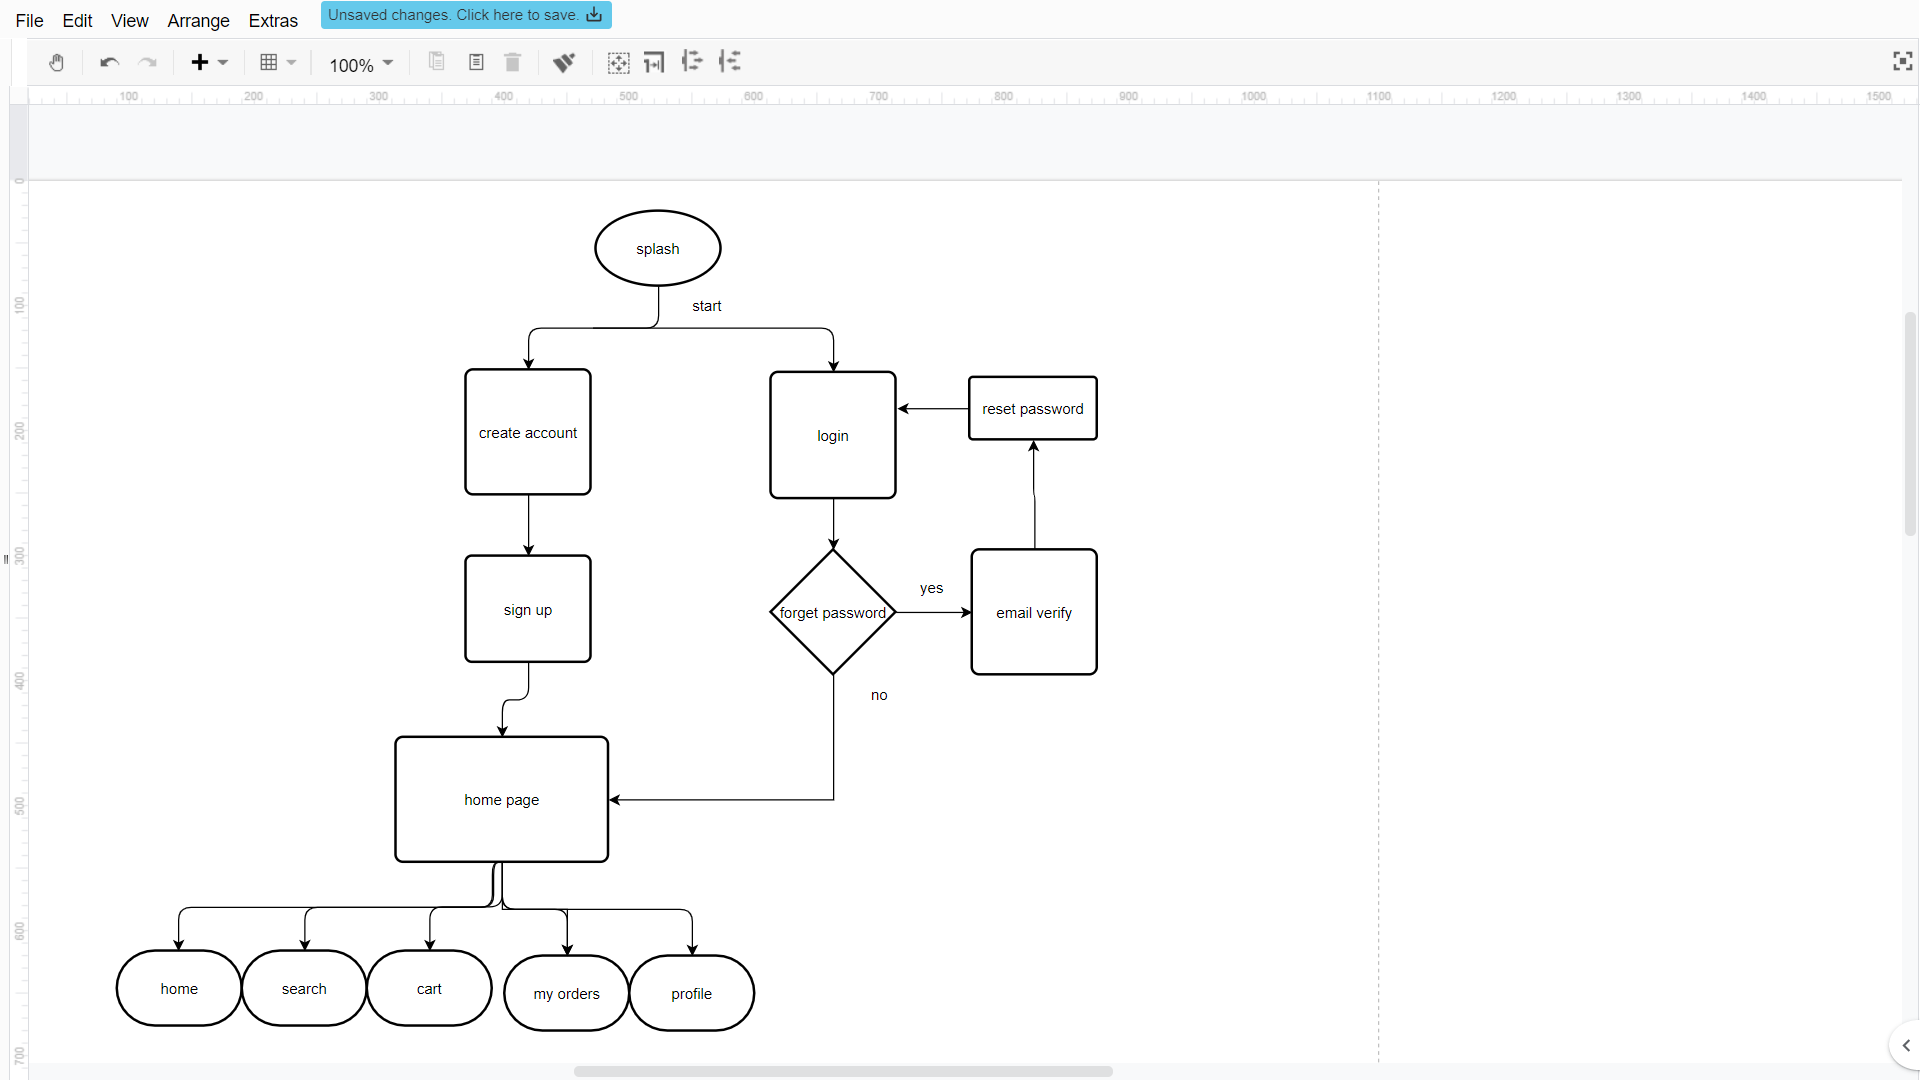 File Edit View Arrange Extras Unsaved changes. Click here to save.
100%
100 200 300 400 500 600 700 800 900 1000 1100 1200 1300 1400 1500
0
100
200
300
400
500
600
700
splash
start
create account
login
reset password
sign up
forget password
yes
email verify
no
home page
home
search
cart
my orders
profile